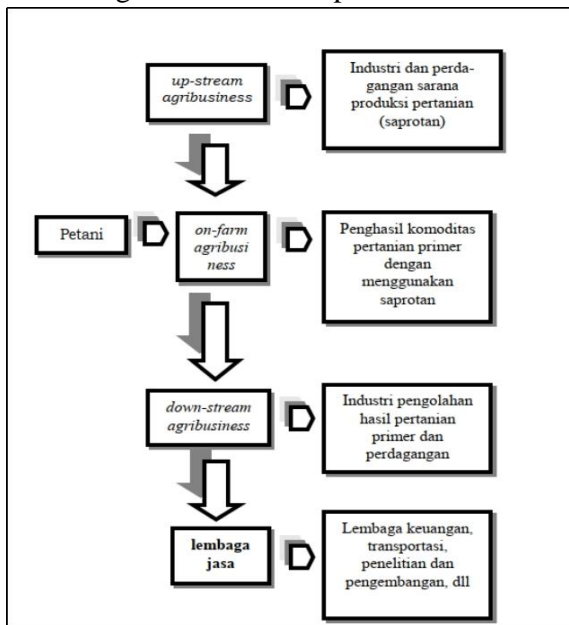 up-stream
agribusiness
Industri dan perda-
gangan sarana
produksi pertanian
(saprotan)
Petani
on-farm
agribusi
ness
Penghasil komoditas
pertanian primer
dengan
menggunakan
saprotan
down-stream
agribusiness
Industri pengolahan
hasil pertanian
primer dan
perdagangan
lembaga
jasa
Lembaga keuangan,
transportasi,
penelitian dan
pengembangan, dll